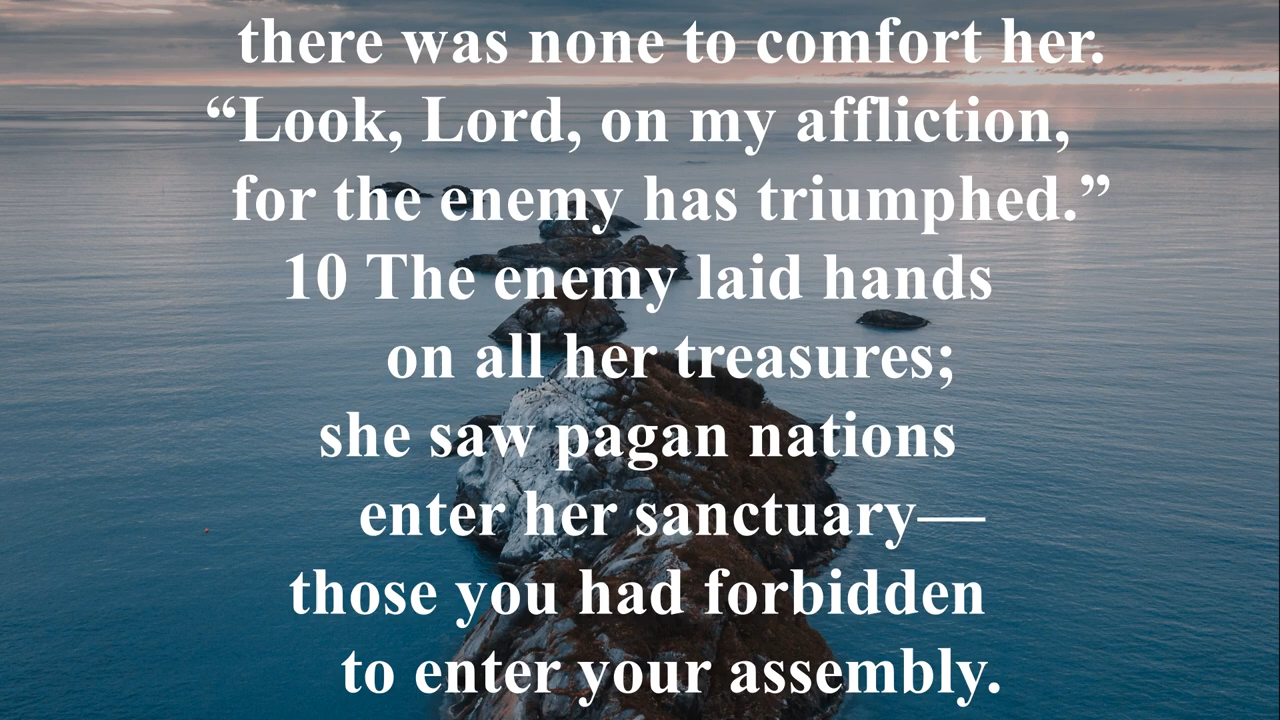 there was none to comfort her.
“Look, Lord, on my affliction,
for the enemy has triumphed.”
10 The enemy laid hands
on all her treasures;
she saw pagan nations
enter her sanctuary—
those you had forbidden
to enter your assembly.